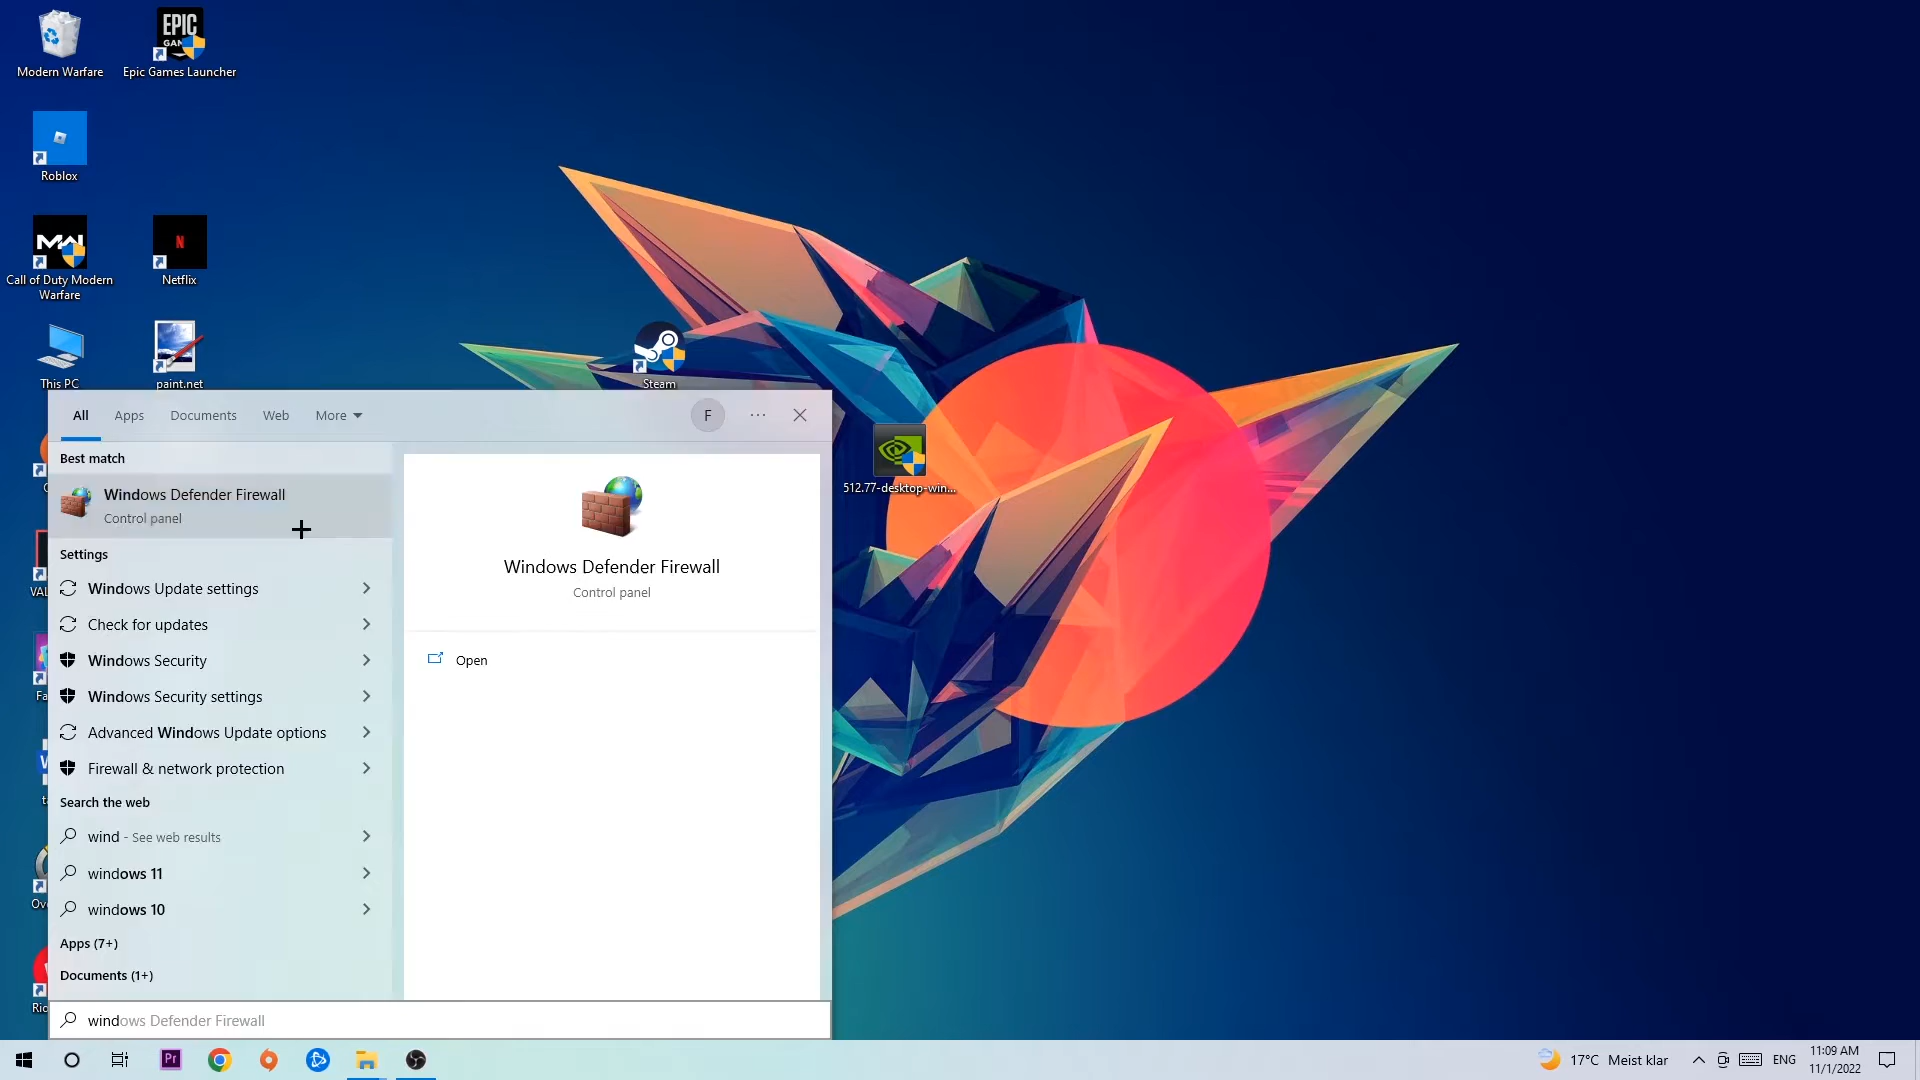 Modern Warfare
Epic Games Launcher
EPIC
Roblox
Call of Duty Modern
Warfare
N
Netflix
This PC
paint.net
Steam
512.77-desktop-win...
All
Apps
Documents
Web
More
F
Best match
Windows Defender Firewall
Control panel
Settings
Windows Update settings
Check for updates
Windows Security
Windows Security settings
Advanced Windows Update options
Firewall & network protection
Search the web
wind - See web results
windows 11
windows 10
Apps (7+)
Documents (1+)
Windows Defender Firewall
Control panel
Open
windows Defender Firewall
Pr
17°C Meist klar
ENG
11:09 AM
11/1/2022